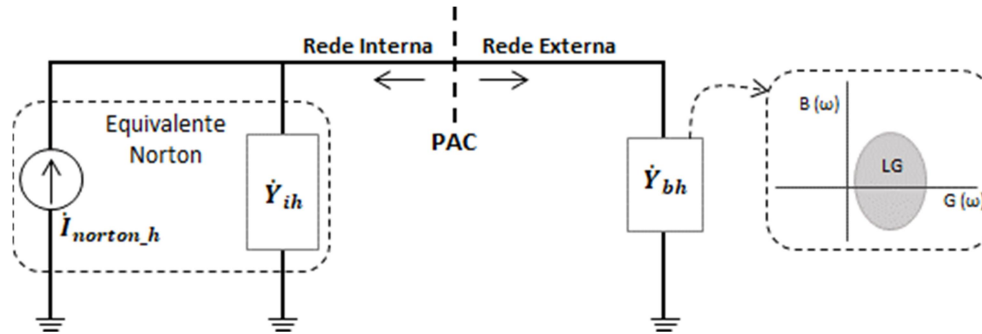 Rede Interna
Rede Externa
PAC
Equivalente
Norton
İnorton_h
Ẏih
Ẏbh
B (ω)
LG
G (ω)